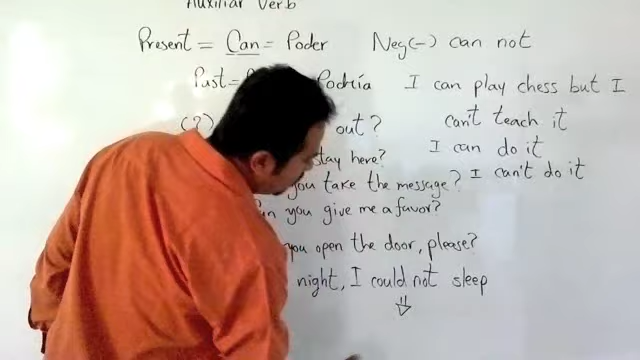 Auxiliar Verb
Present = Can = Poder Neg(-) can not
Past = Podría I can play chess but I
(?) out? can't teach it
stay here? I can do it
you take the message? I can't do it
you give me a favor?
you open the door, please?
night, I could not sleep